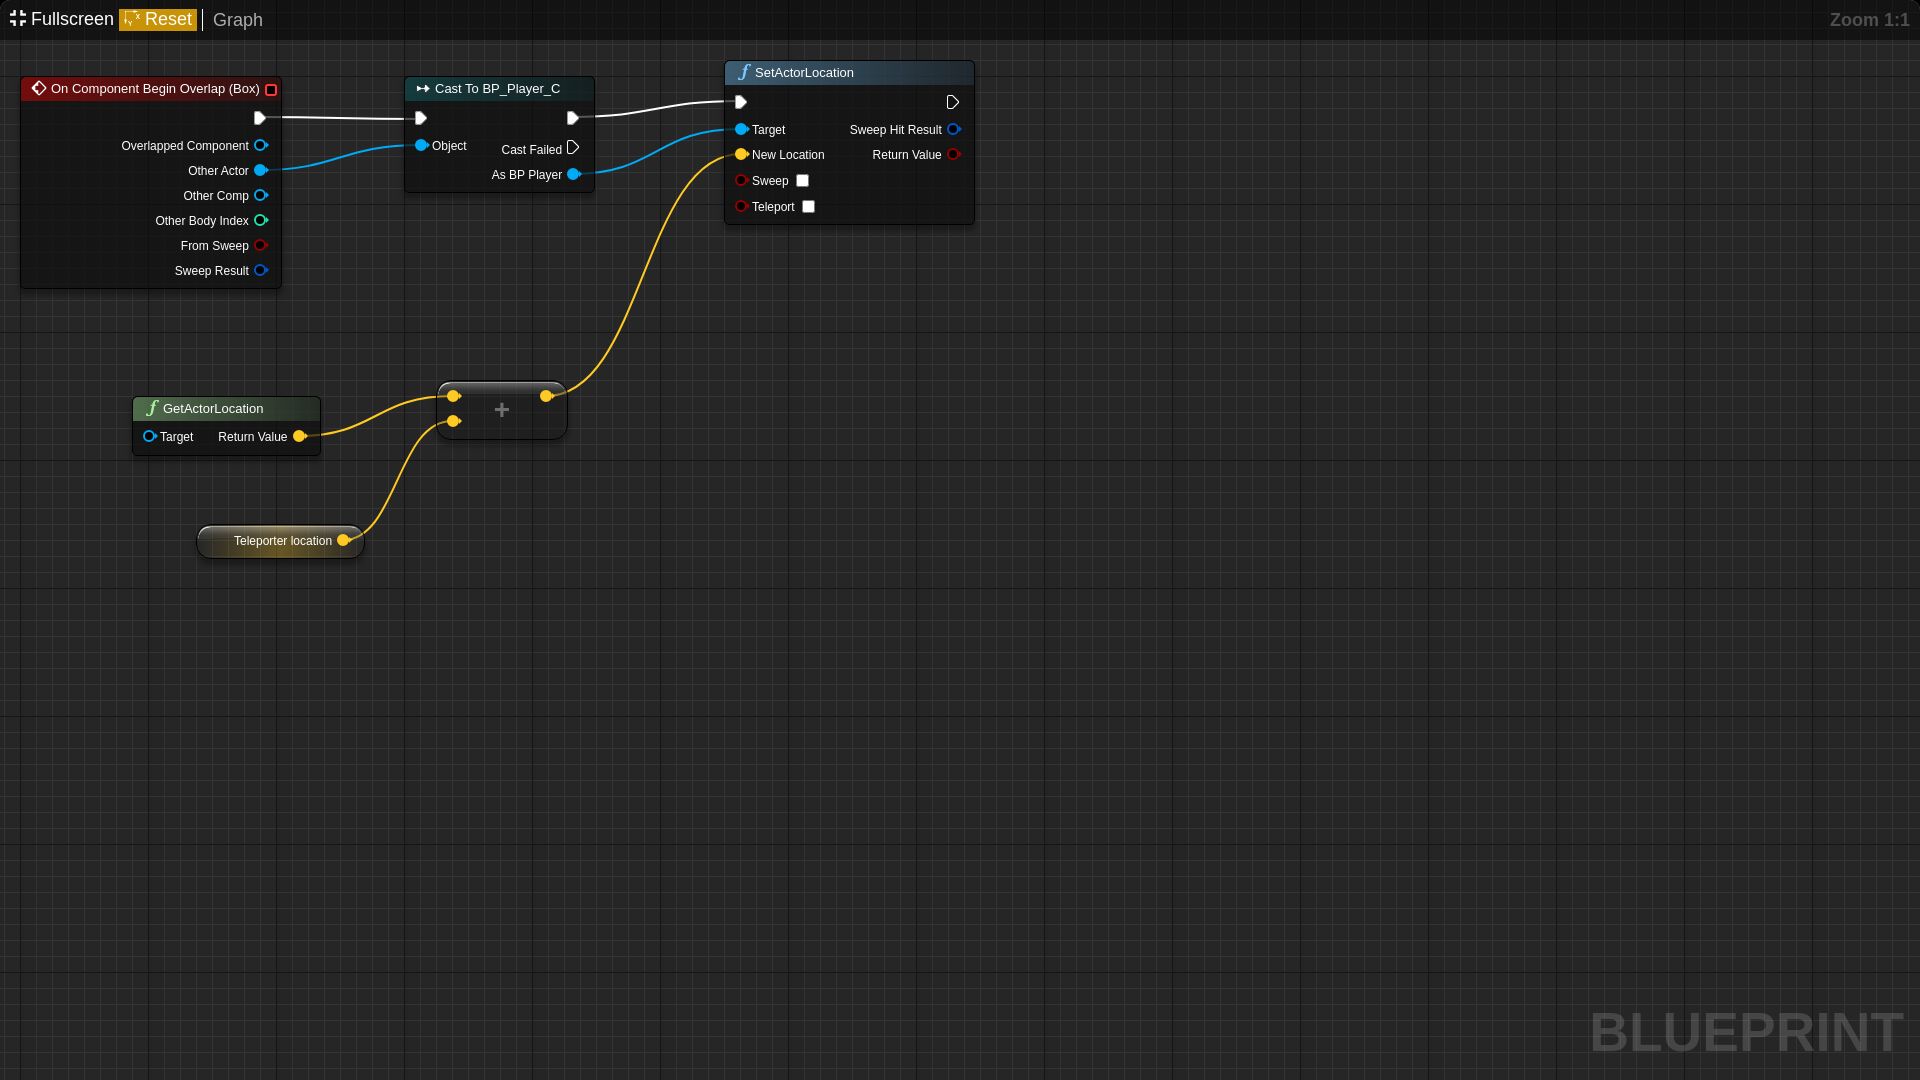 Fullscreen Reset Graph Zoom 1:1
On Component Begin Overlap (Box)
Overlapped Component
Other Actor
Other Comp
Other Body Index
From Sweep
Sweep Result
Cast To BP_Player_C
Object
Cast Failed
As BP Player
SetActorLocation
Target
New Location
Sweep
Teleport
Sweep Hit Result
Return Value
GetActorLocation
Target Return Value
+
Teleporter location
BLUEPRINT